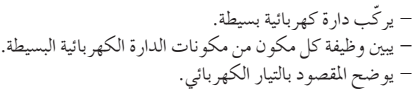 – يركّب دارة كهربائية بسيطة.
– يبين وظيفة كل مكون من مكونات الدارة الكهربائية البسيطة.
– يوضح المقصود بالتيار الكهربائي.